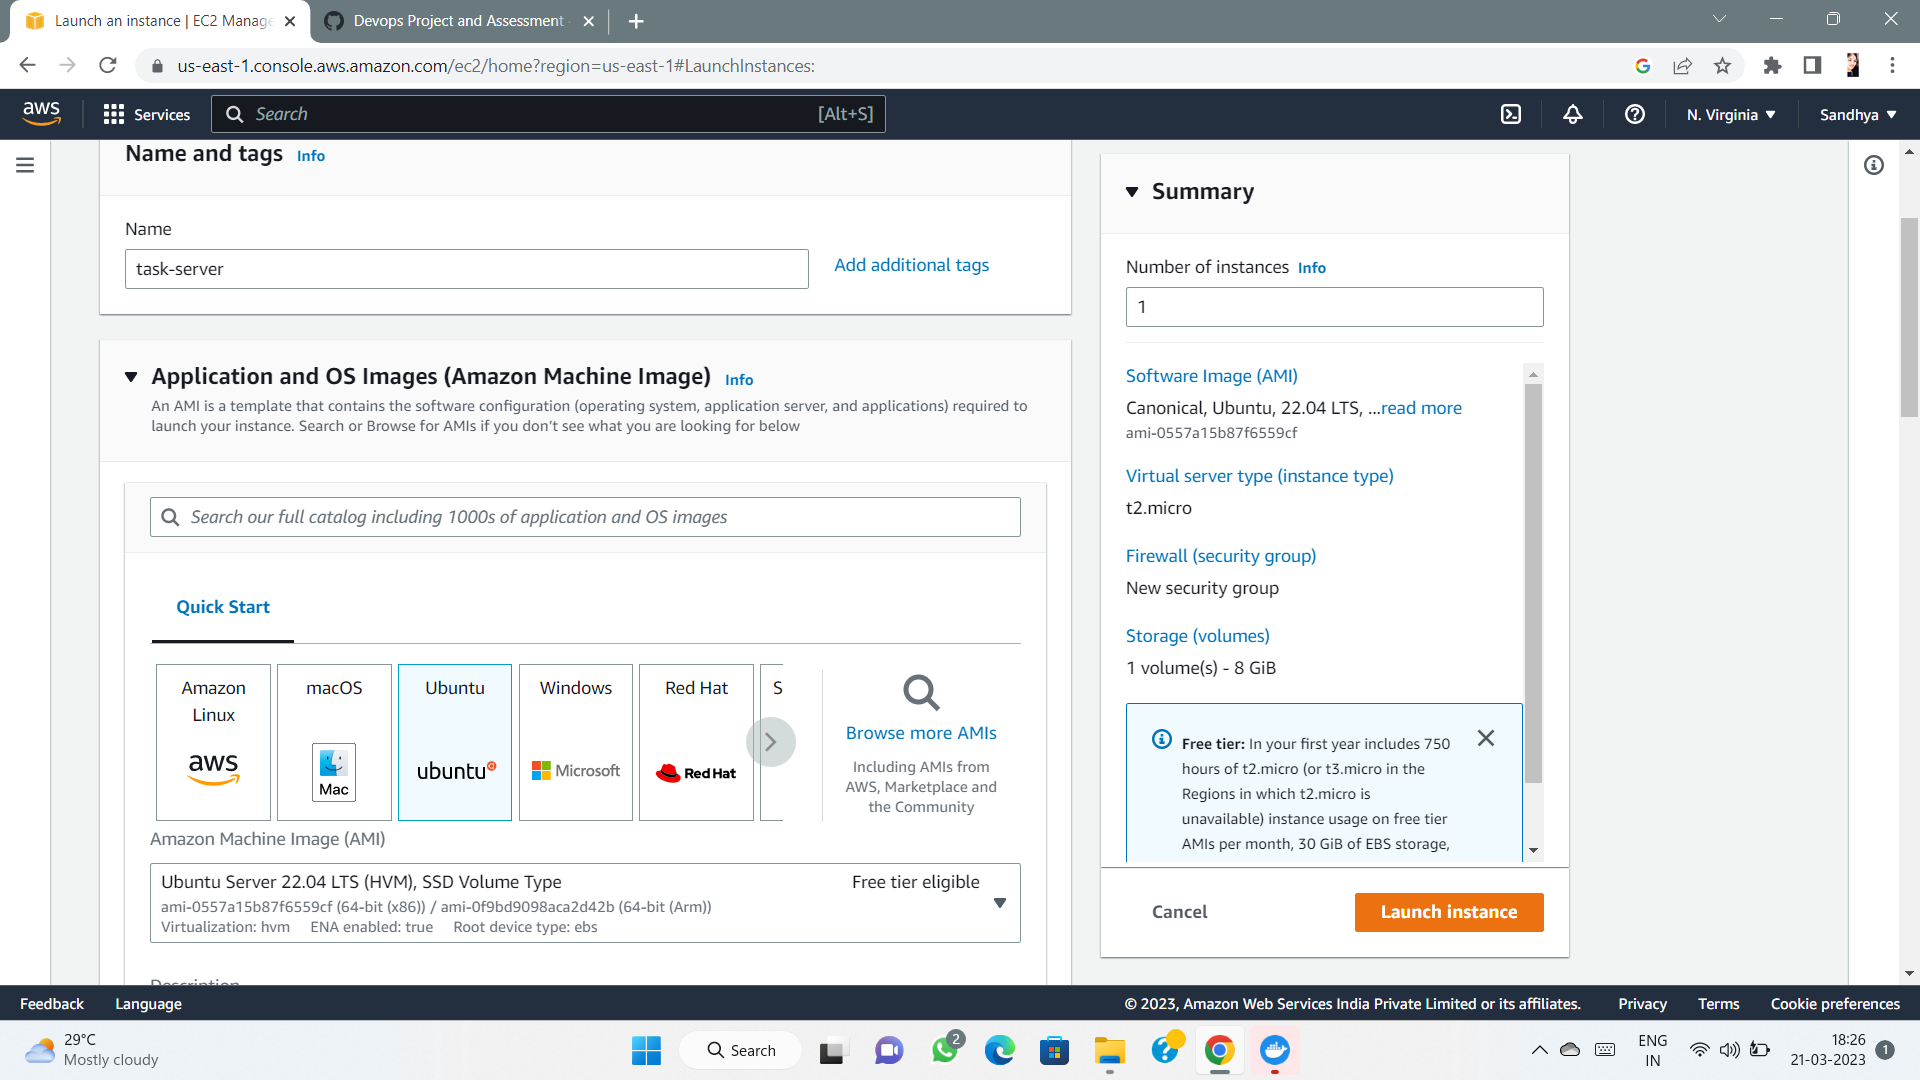 Launch an instance | EC2 Manage
Devops Project and Assessment
us-east-1.console.aws.amazon.com/ec2/home?region=us-east-1#LaunchInstances:
aws
Services
Search
[Alt+S]
N. Virginia
Sandhya
Name and tags Info
Name
task-server
Add additional tags
Application and OS Images (Amazon Machine Image) Info
An AMI is a template that contains the software configuration (operating system, application server, and applications) required to
launch your instance. Search or Browse for AMIs if you don't see what you are looking for below
Search our full catalog including 1000s of application and OS images
Quick Start
Amazon
Linux
aws
macOS
Mac
Ubuntu
ubuntu
Windows
Microsoft
Red Hat
Red Hat
S
Browse more AMIs
Including AMIs from
AWS, Marketplace and
the Community
Amazon Machine Image (AMI)
Ubuntu Server 22.04 LTS (HVM), SSD Volume Type
Free tier eligible
ami-0557a15b87f6559cf (64-bit (x86)) / ami-0f9bd9098aca2d42b (64-bit (Arm))
Virtualization: hvm ENA enabled: true Root device type: ebs
Description
Summary
Number of instances Info
1
Software Image (AMI)
Canonical, Ubuntu, 22.04 LTS, ...read more
ami-0557a15b87f6559cf
Virtual server type (instance type)
t2.micro
Firewall (security group)
New security group
Storage (volumes)
1 volume(s) - 8 GiB
Free tier: In your first year includes 750
hours of t2.micro (or t3.micro in the
Regions in which t2.micro is
unavailable) instance usage on free tier
AMIs per month, 30 GiB of EBS storage,
Cancel
Launch instance
Feedback
Language
© 2023, Amazon Web Services India Private Limited or its affiliates.
Privacy
Terms
Cookie preferences
29°C
Mostly cloudy
Search
2
ENG
IN
18:26
21-03-2023
1